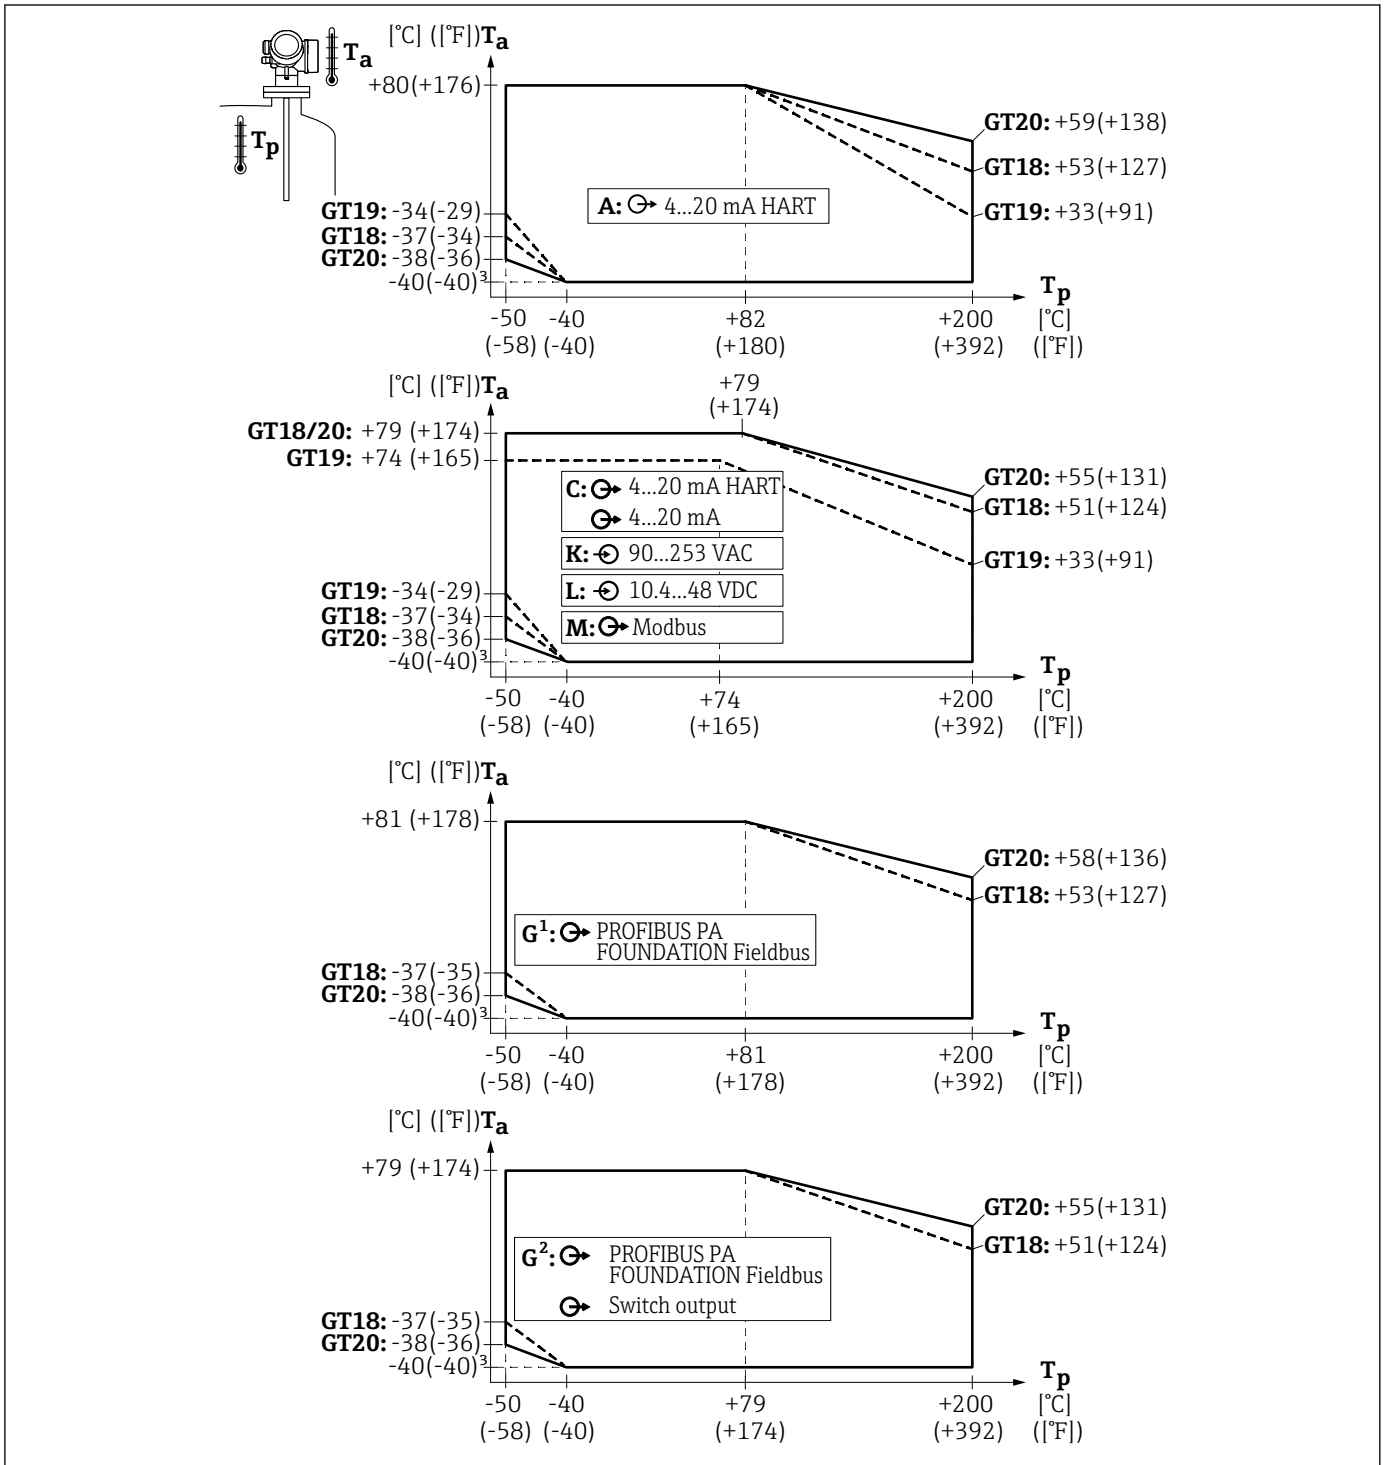 [°C] ([°F])Ta
Ta
+80(+176)
Tp
GT20: +59(+138)
GT18: +53(+127)
GT19: +33(+91)
A: 4...20 mA HART
GT19: -34(-29)
GT18: -37(-34)
GT20: -38(-36)
-40(-40)³
Tp
-50 -40 +82 +200 [°C]
(-58) (-40) (+180) (+392) ([°F])
[°C] ([°F])Ta
+79
(+174)
GT18/20: +79 (+174)
GT19: +74 (+165)
GT20: +55(+131)
GT18: +51(+124)
GT19: +33(+91)
C: 4...20 mA HART
4...20 mA
K: 90...253 VAC
L: 10.4...48 VDC
M: Modbus
GT19: -34(-29)
GT18: -37(-34)
GT20: -38(-36)
-40(-40)³
Tp
-50 -40 +74 +200 [°C]
(-58) (-40) (+165) (+392) ([°F])
[°C] ([°F])Ta
+81 (+178)
GT20: +58(+136)
GT18: +53(+127)
G¹: PROFIBUS PA
FOUNDATION Fieldbus
GT18: -37(-35)
GT20: -38(-36)
-40(-40)³
Tp
-50 -40 +81 +200 [°C]
(-58) (-40) (+178) (+392) ([°F])
[°C] ([°F])Ta
+79 (+174)
GT20: +55(+131)
GT18: +51(+124)
G²: PROFIBUS PA
FOUNDATION Fieldbus
Switch output
GT18: -37(-35)
GT20: -38(-36)
-40(-40)³
Tp
-50 -40 +79 +200 [°C]
(-58) (-40) (+174) (+392) ([°F])